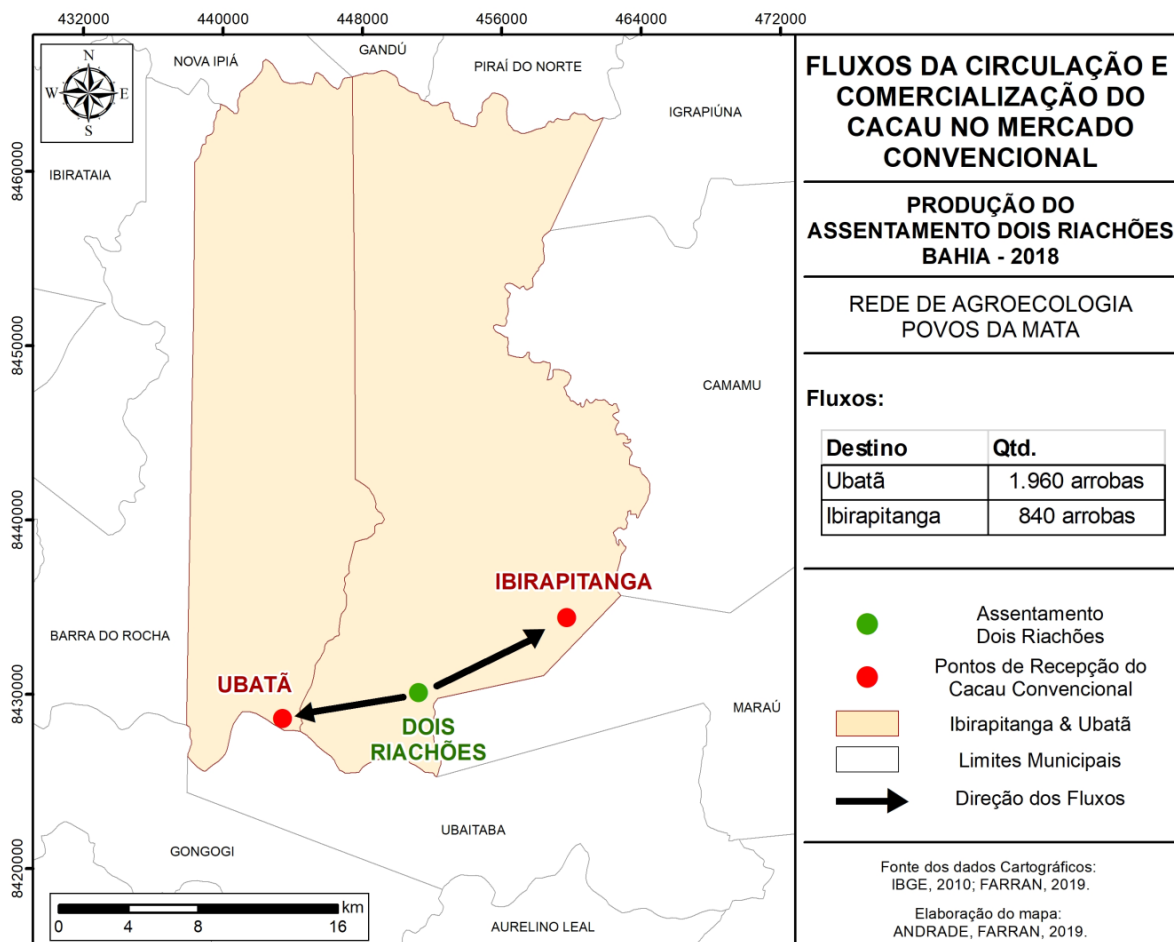 432000 440000 448000 456000 464000 472000
8460000
8450000
8440000
8430000
8420000
N
W E
S
NOVA IPIÁ
GANDÚ
PIRAÍ DO NORTE
IGRAPIÚNA
IBIRATAIA
CAMAMU
IBIRAPITANGA
BARRA DO ROCHA
UBATÃ
DOIS
RIACHÕES
MARAÚ
UBAITABA
GONGOGI
AURELINO LEAL
km
0 4 8 16
FLUXOS DA CIRCULAÇÃO E
COMERCIALIZAÇÃO DO
CACAU NO MERCADO
CONVENCIONAL
PRODUÇÃO DO
ASSENTAMENTO DOIS RIACHÕES
BAHIA - 2018
REDE DE AGROECOLOGIA
POVOS DA MATA
Fluxos:
Destino Qtd.
Ubatã 1.960 arrobas
Ibirapitanga 840 arrobas
Assentamento
Dois Riachões
Pontos de Recepção do
Cacau Convencional
Ibirapitanga & Ubatã
Limites Municipais
Direção dos Fluxos
Fonte dos dados Cartográficos:
IBGE, 2010; FARRAN, 2019.
Elaboração do mapa:
ANDRADE, FARRAN, 2019.